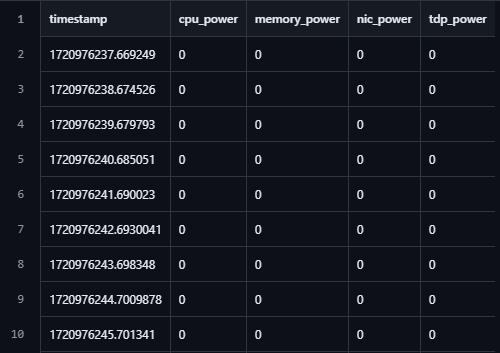 1 timestamp cpu_power memory_power nic_power tdp_power
2 1720976237.669249 0 0 0 0
3 1720976238.674526 0 0 0 0
4 1720976239.679793 0 0 0 0
5 1720976240.685051 0 0 0 0
6 1720976241.690023 0 0 0 0
7 1720976242.6930041 0 0 0 0
8 1720976243.698348 0 0 0 0
9 1720976244.7009878 0 0 0 0
10 1720976245.701341 0 0 0 0